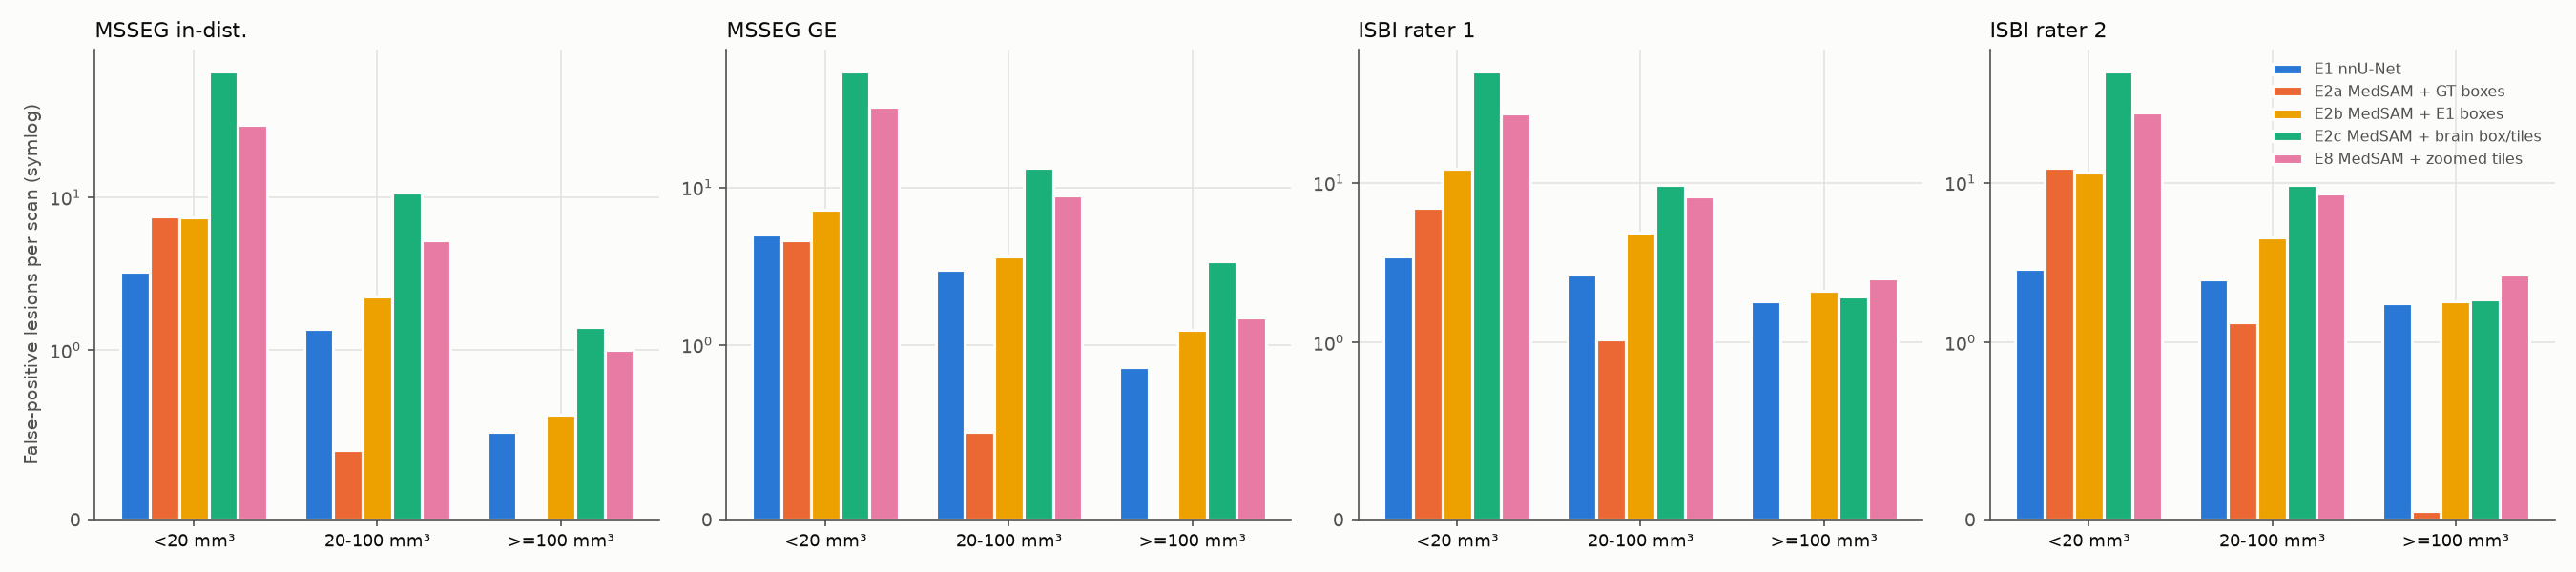 MSSEG in-dist.
MSSEG GE
ISBI rater 1
ISBI rater 2
False-positive lesions per scan (symlog)
10¹
10⁰
0
<20 mm³
20-100 mm³
>=100 mm³
10¹
10⁰
0
<20 mm³
20-100 mm³
>=100 mm³
10¹
10⁰
0
<20 mm³
20-100 mm³
>=100 mm³
10¹
10⁰
0
<20 mm³
20-100 mm³
>=100 mm³
E1 nnU-Net
E2a MedSAM + GT boxes
E2b MedSAM + E1 boxes
E2c MedSAM + brain box/tiles
E8 MedSAM + zoomed tiles